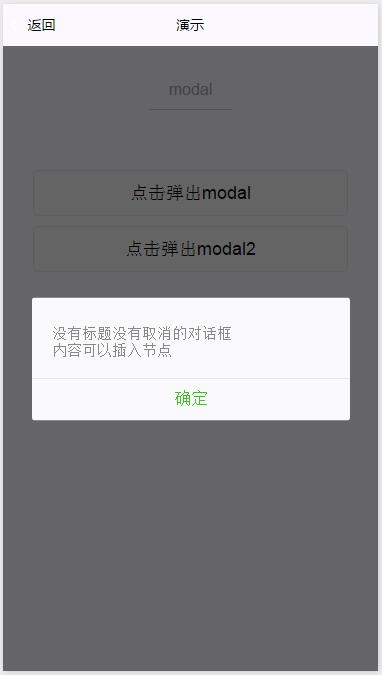 返回
演示
modal
点击弹出modal
点击弹出modal2
没有标题没有取消的对话框
内容可以插入节点
确定